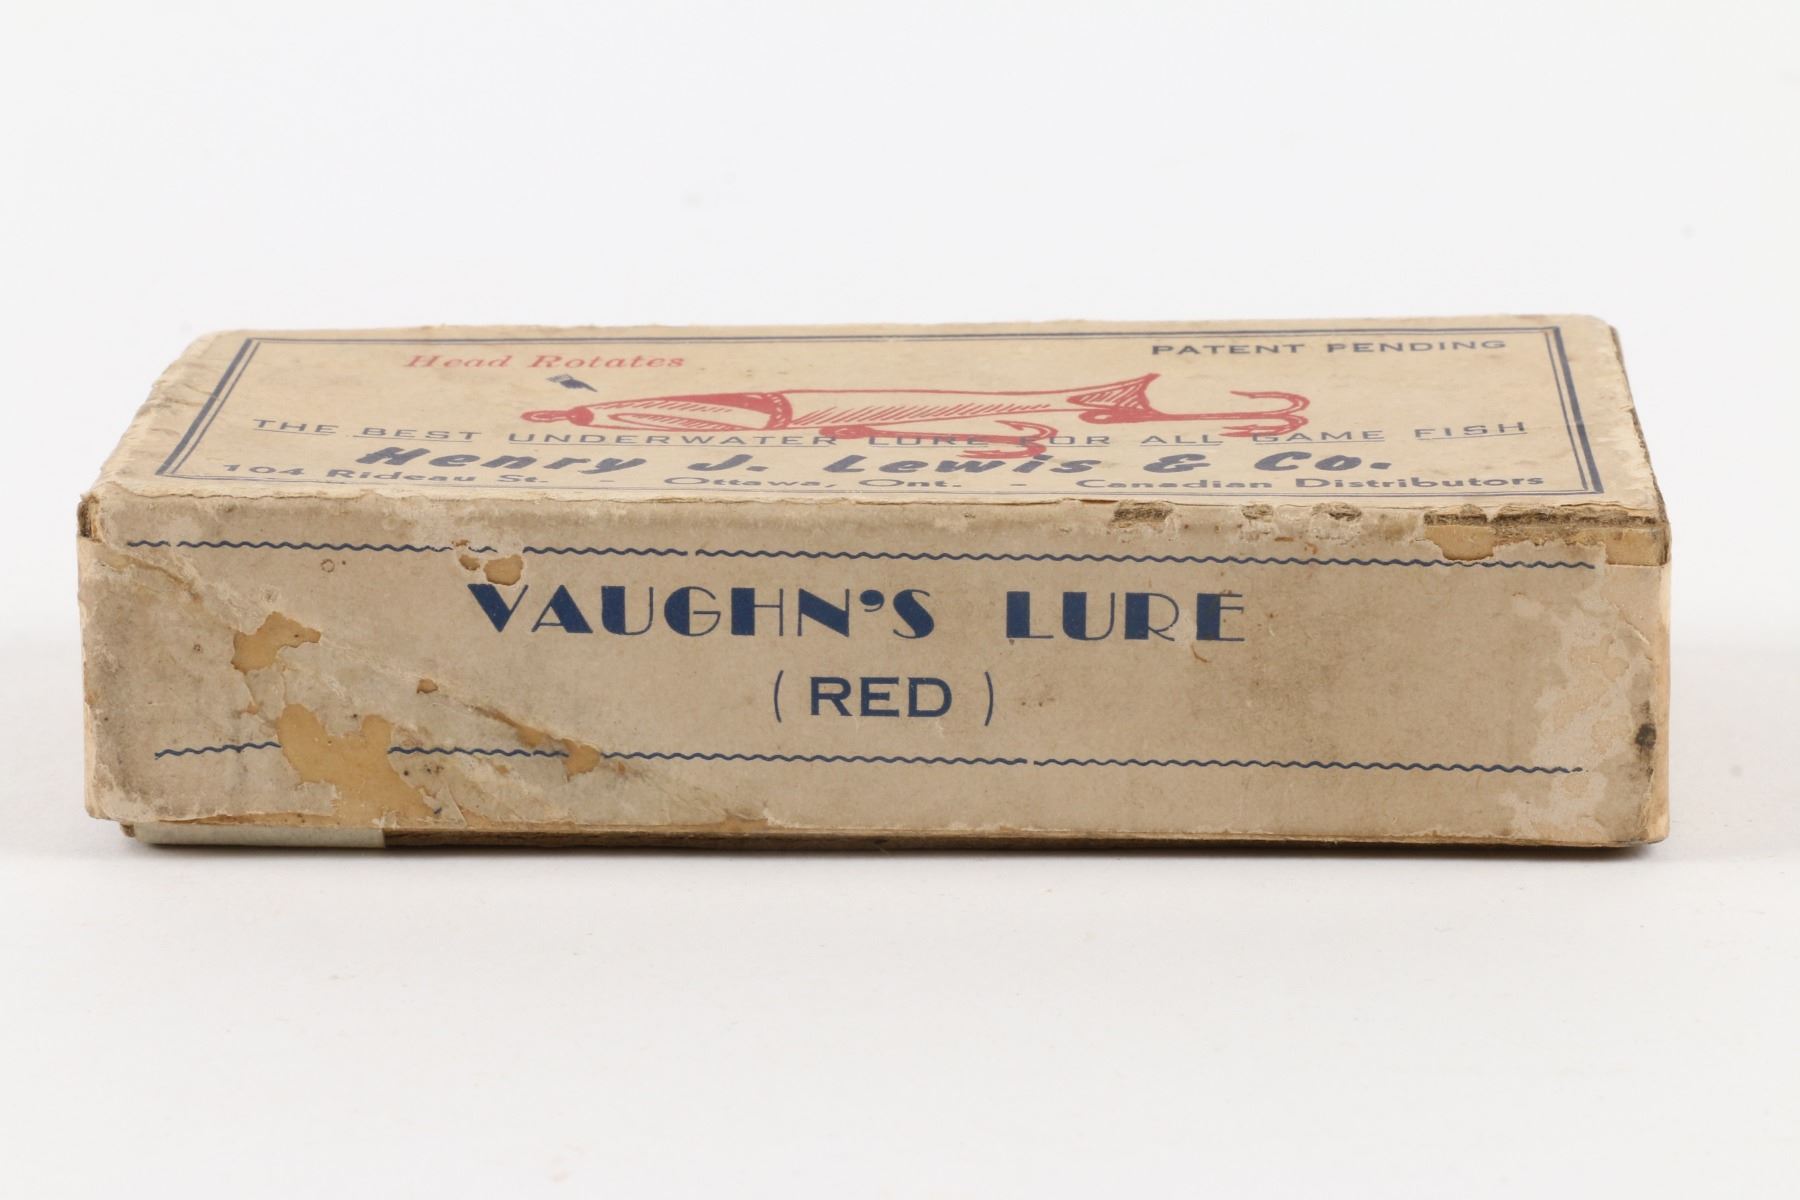 Head Rotates
PATENT PENDING
THE BEST UNDERWATER LURE FOR ALL GAME FISH
Henry J. Lewis & Co.
104 Rideau St. - Ottawa, Ont. - Canadian Distributors
VAUGHN'S LURE
(RED)